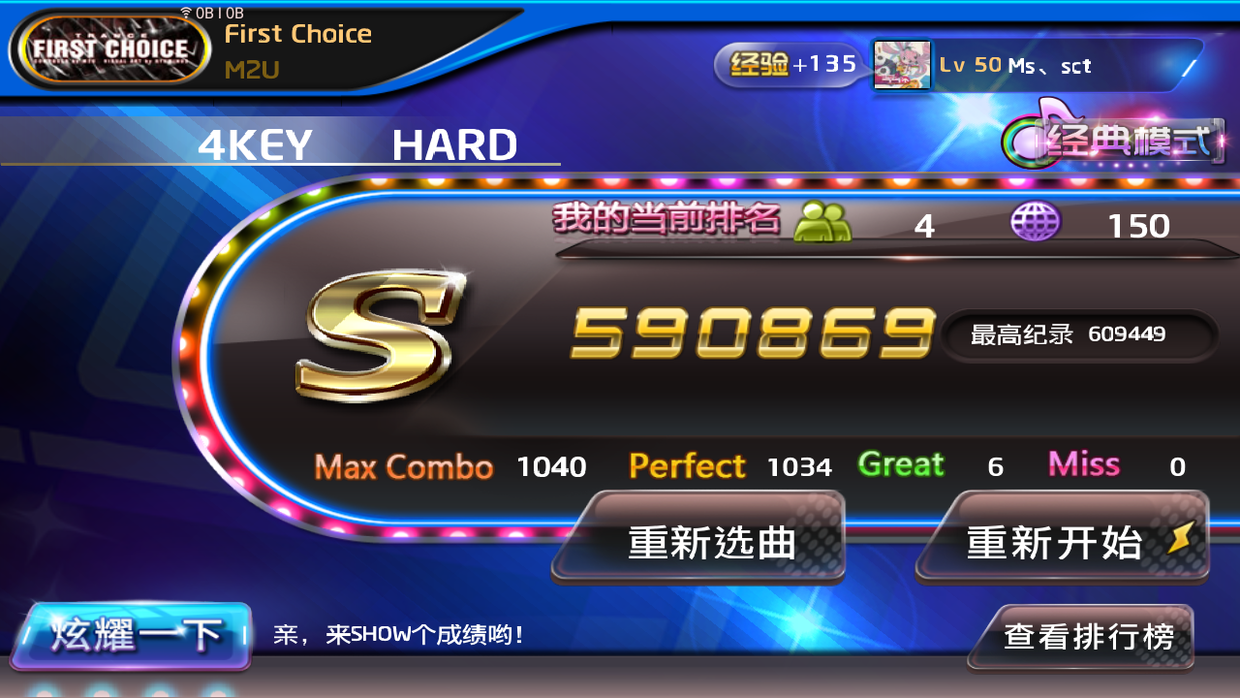 0B | 0B
TRANCE
FIRST CHOICE
First Choice
M2U
经验+135
Lv 50 Ms、sct
4KEY HARD
经典模式
我的当前排名 4 150
S
590869
最高纪录 609449
Max Combo 1040 Perfect 1034 Great 6 Miss 0
重新选曲
重新开始
炫耀一下
亲，来SHOW个成绩哟!
查看排行榜